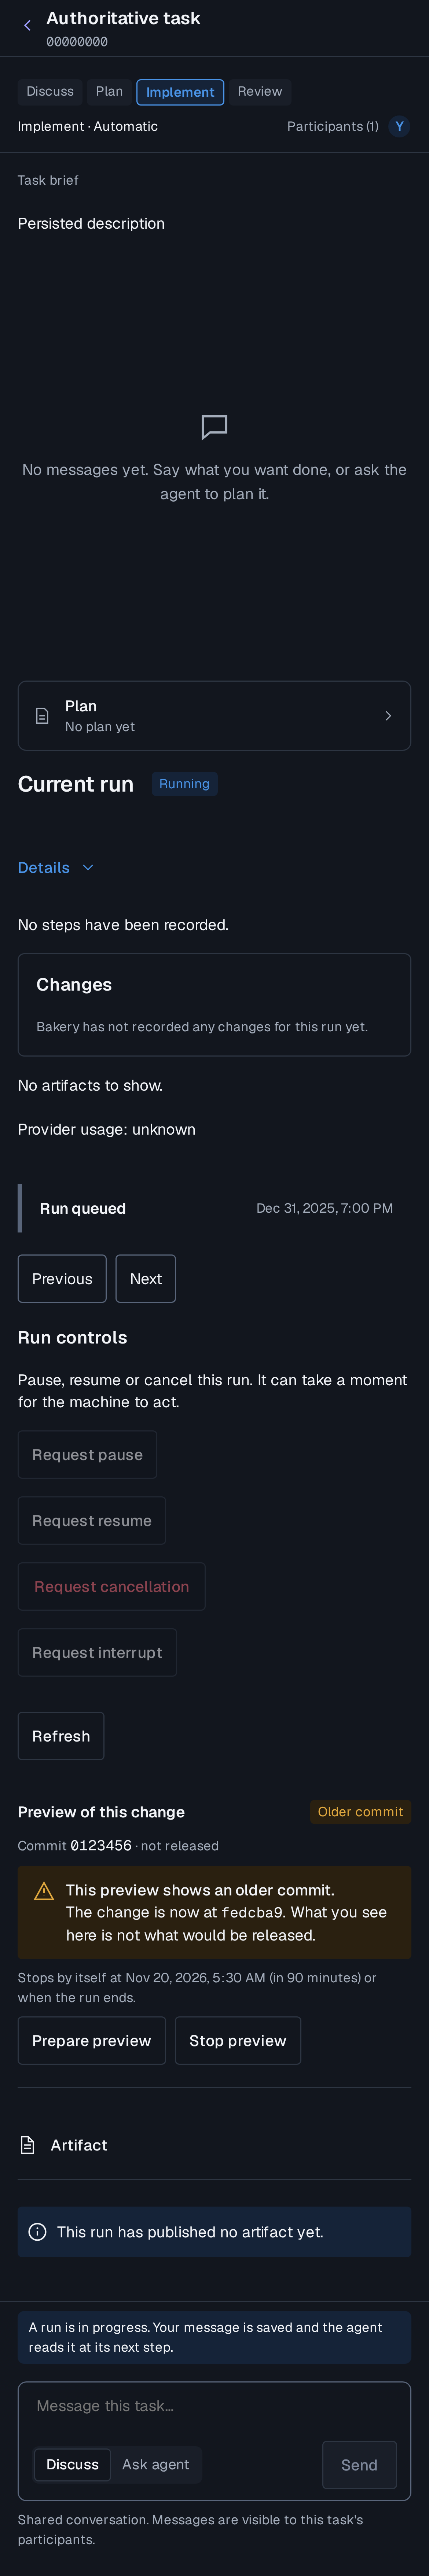 Authoritative task
00000000
Discuss
Plan
Implement
Review
Implement · Automatic
Participants (1)
Y
Task brief
Persisted description
No messages yet. Say what you want done, or ask the
agent to plan it.
Plan
No plan yet
Current run
Running
Details
No steps have been recorded.
Changes
Bakery has not recorded any changes for this run yet.
No artifacts to show.
Provider usage: unknown
Run queued
Dec 31, 2025, 7:00 PM
Previous
Next
Run controls
Pause, resume or cancel this run. It can take a moment
for the machine to act.
Request pause
Request resume
Request cancellation
Request interrupt
Refresh
Preview of this change
Older commit
Commit 0123456 · not released
This preview shows an older commit.
The change is now at fedcba9. What you see
here is not what would be released.
Stops by itself at Nov 20, 2026, 5:30 AM (in 90 minutes) or
when the run ends.
Prepare preview
Stop preview
Artifact
This run has published no artifact yet.
A run is in progress. Your message is saved and the agent
reads it at its next step.
Message this task…
Discuss
Ask agent
Send
Shared conversation. Messages are visible to this task's
participants.